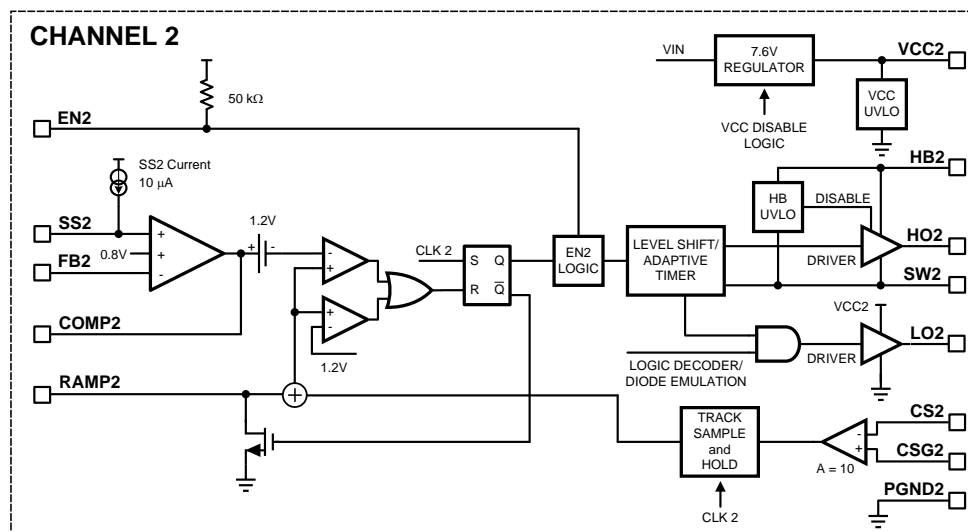 CHANNEL 2
VIN
7.6V
REGULATOR
VCC2
VCC
UVLO
VCC DISABLE
LOGIC
50 kΩ
EN2
SS2 Current
10 μA
HB2
HB
UVLO
DISABLE
SS2
1.2V
+ -
+
0.8V
+
FB2
-
-
+
CLK 2
S Q
R Q̅
EN2
LOGIC
LEVEL SHIFT/
ADAPTIVE
TIMER
DRIVER
HO2
SW2
COMP2
+
-
1.2V
VCC2
LO2
DRIVER
LOGIC DECODER/
DIODE EMULATION
RAMP2
+
TRACK
SAMPLE
and
HOLD
CS2
-
+
CSG2
A = 10
CLK 2
PGND2